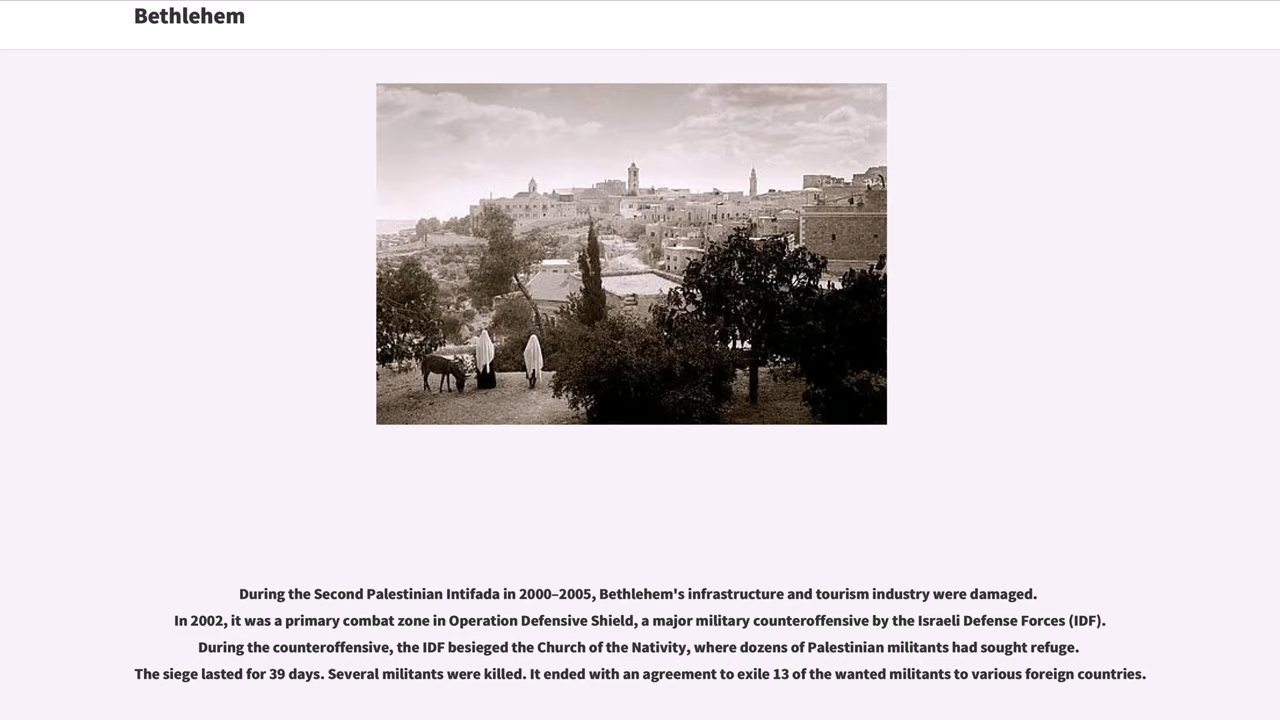 Bethlehem
During the Second Palestinian Intifada in 2000–2005, Bethlehem's infrastructure and tourism industry were damaged.
In 2002, it was a primary combat zone in Operation Defensive Shield, a major military counteroffensive by the Israeli Defense Forces (IDF).
During the counteroffensive, the IDF besieged the Church of the Nativity, where dozens of Palestinian militants had sought refuge.
The siege lasted for 39 days. Several militants were killed. It ended with an agreement to exile 13 of the wanted militants to various foreign countries.